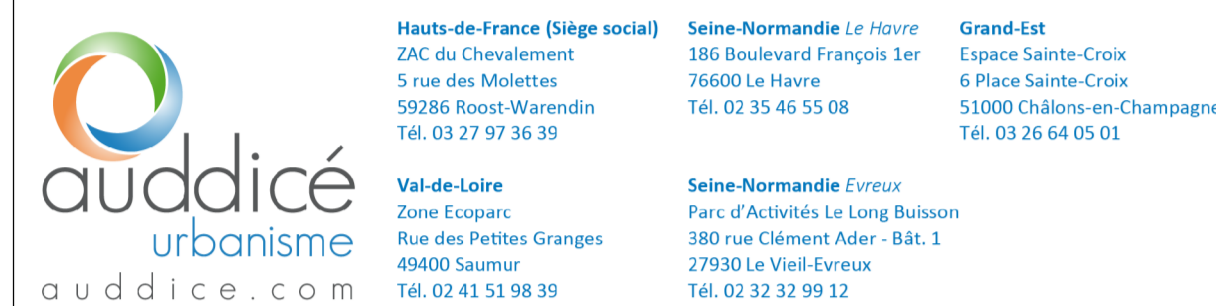 auddicé
urbanisme
auddice.com
Hauts-de-France (Siège social)
ZAC du Chevalement
5 rue des Molettes
59286 Roost-Warendin
Tél. 03 27 97 36 39
Seine-Normandie Le Havre
186 Boulevard François 1er
76600 Le Havre
Tél. 02 35 46 55 08
Grand-Est
Espace Sainte-Croix
6 Place Sainte-Croix
51000 Châlons-en-Champagne
Tél. 03 26 64 05 01
Val-de-Loire
Zone Ecoparc
Rue des Petites Granges
49400 Saumur
Tél. 02 41 51 98 39
Seine-Normandie Evreux
Parc d'Activités Le Long Buisson
380 rue Clément Ader - Bât. 1
27930 Le Vieil-Evreux
Tél. 02 32 32 99 12